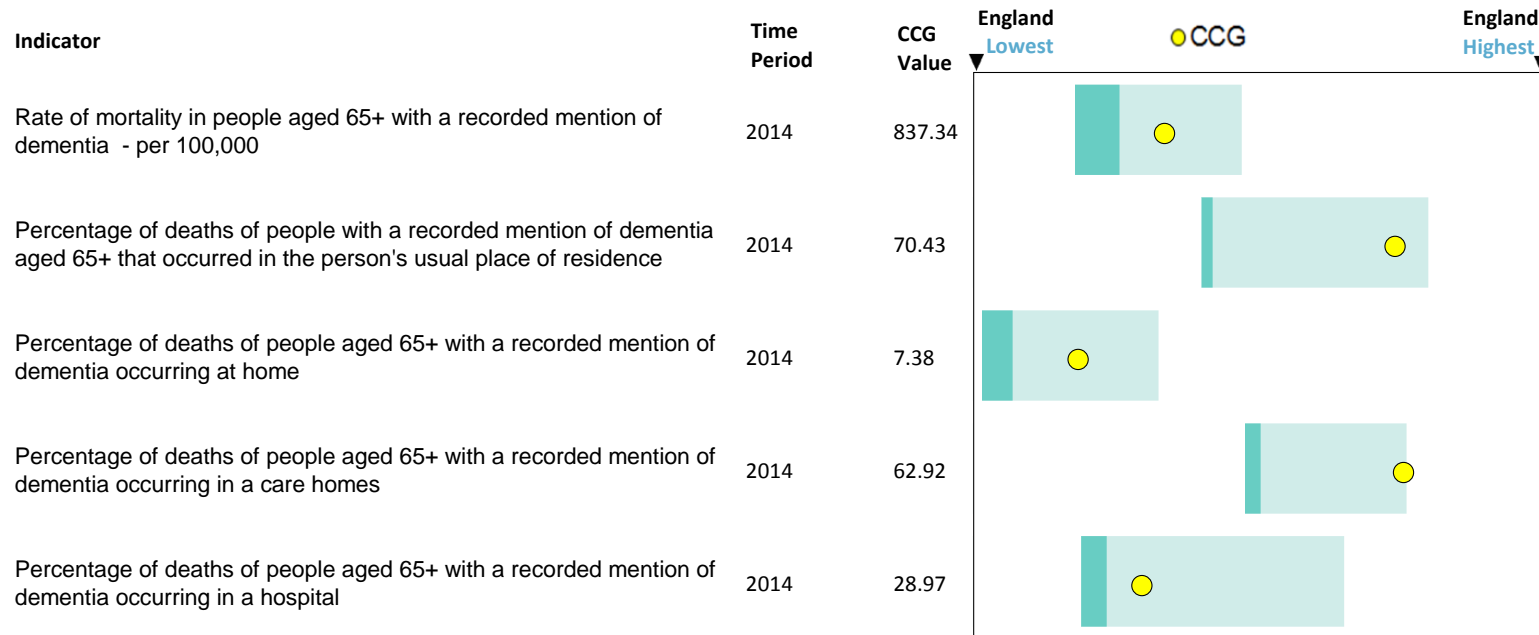 Indicator
Time Period
CCG Value
England Lowest
CCG
England Highest
Rate of mortality in people aged 65+ with a recorded mention of
dementia  - per 100,000
2014
837.34
Percentage of deaths of people with a recorded mention of dementia
aged 65+ that occurred in the person's usual place of residence
2014
70.43
Percentage of deaths of people aged 65+ with a recorded mention of
dementia occurring at home
2014
7.38
Percentage of deaths of people aged 65+ with a recorded mention of
dementia occurring in a care homes
2014
62.92
Percentage of deaths of people aged 65+ with a recorded mention of
dementia occurring in a hospital
2014
28.97